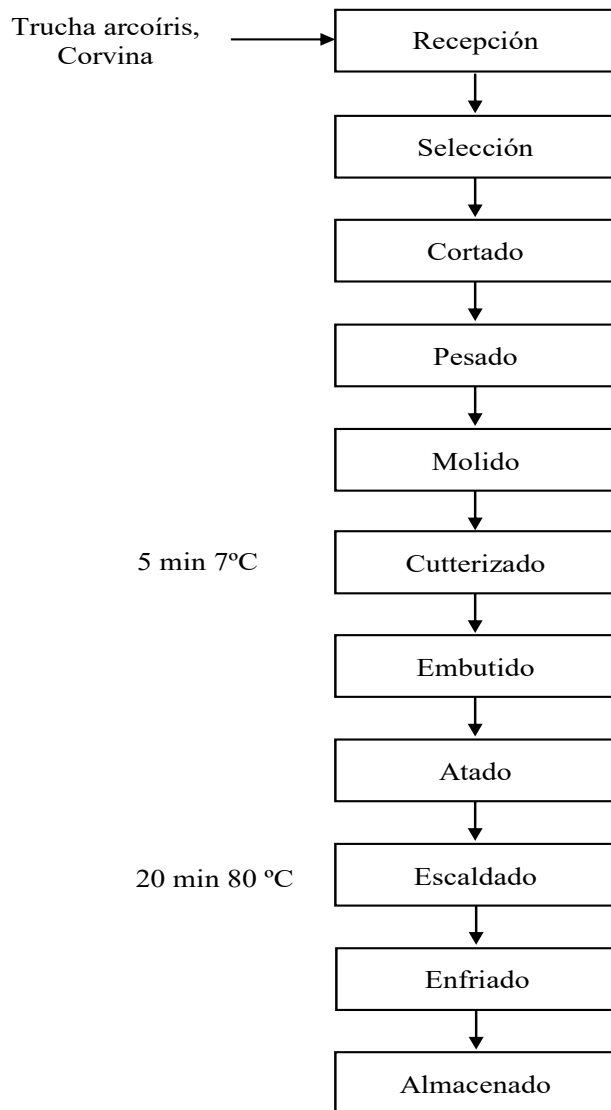 Trucha arcoíris,
Corvina
Recepción
Selección
Cortado
Pesado
Molido
5 min 7ºC
Cutterizado
Embutido
Atado
20 min 80 ºC
Escaldado
Enfriado
Almacenado